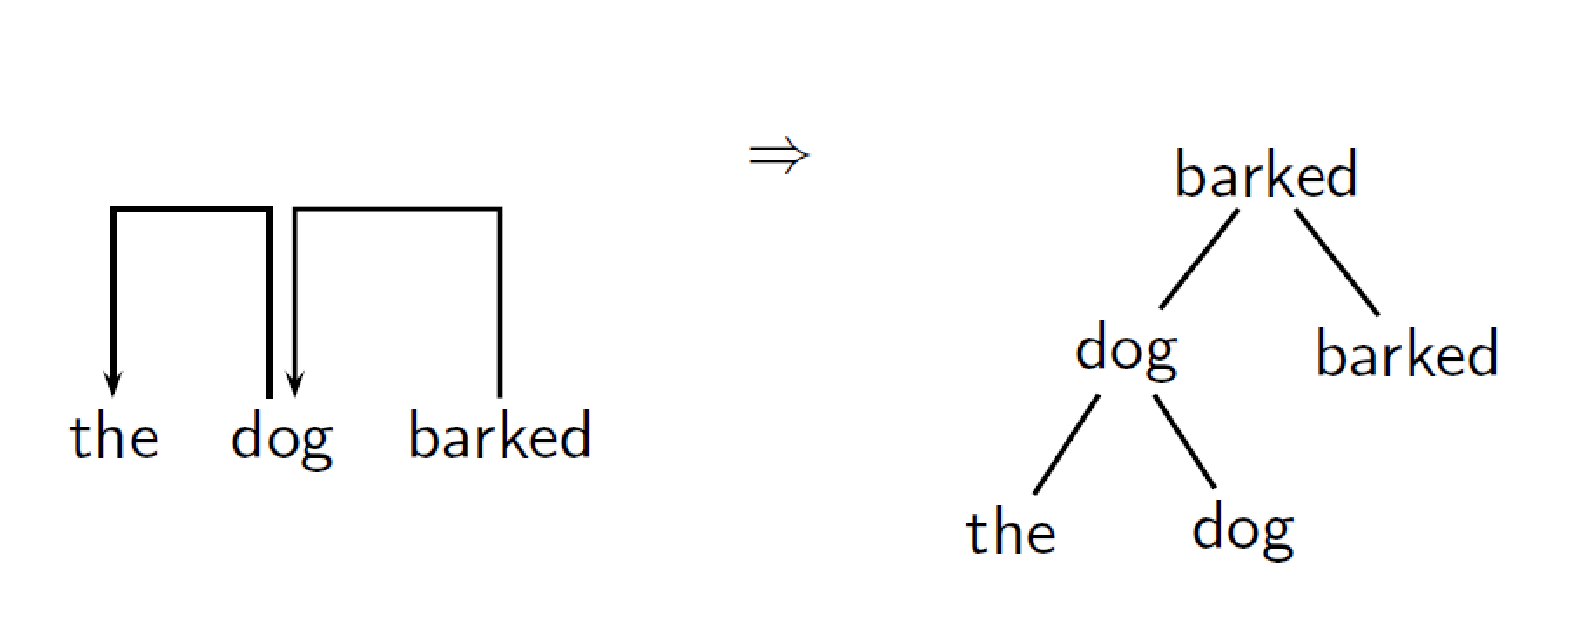 ⇒
barked
dog barked
the dog barked
the dog